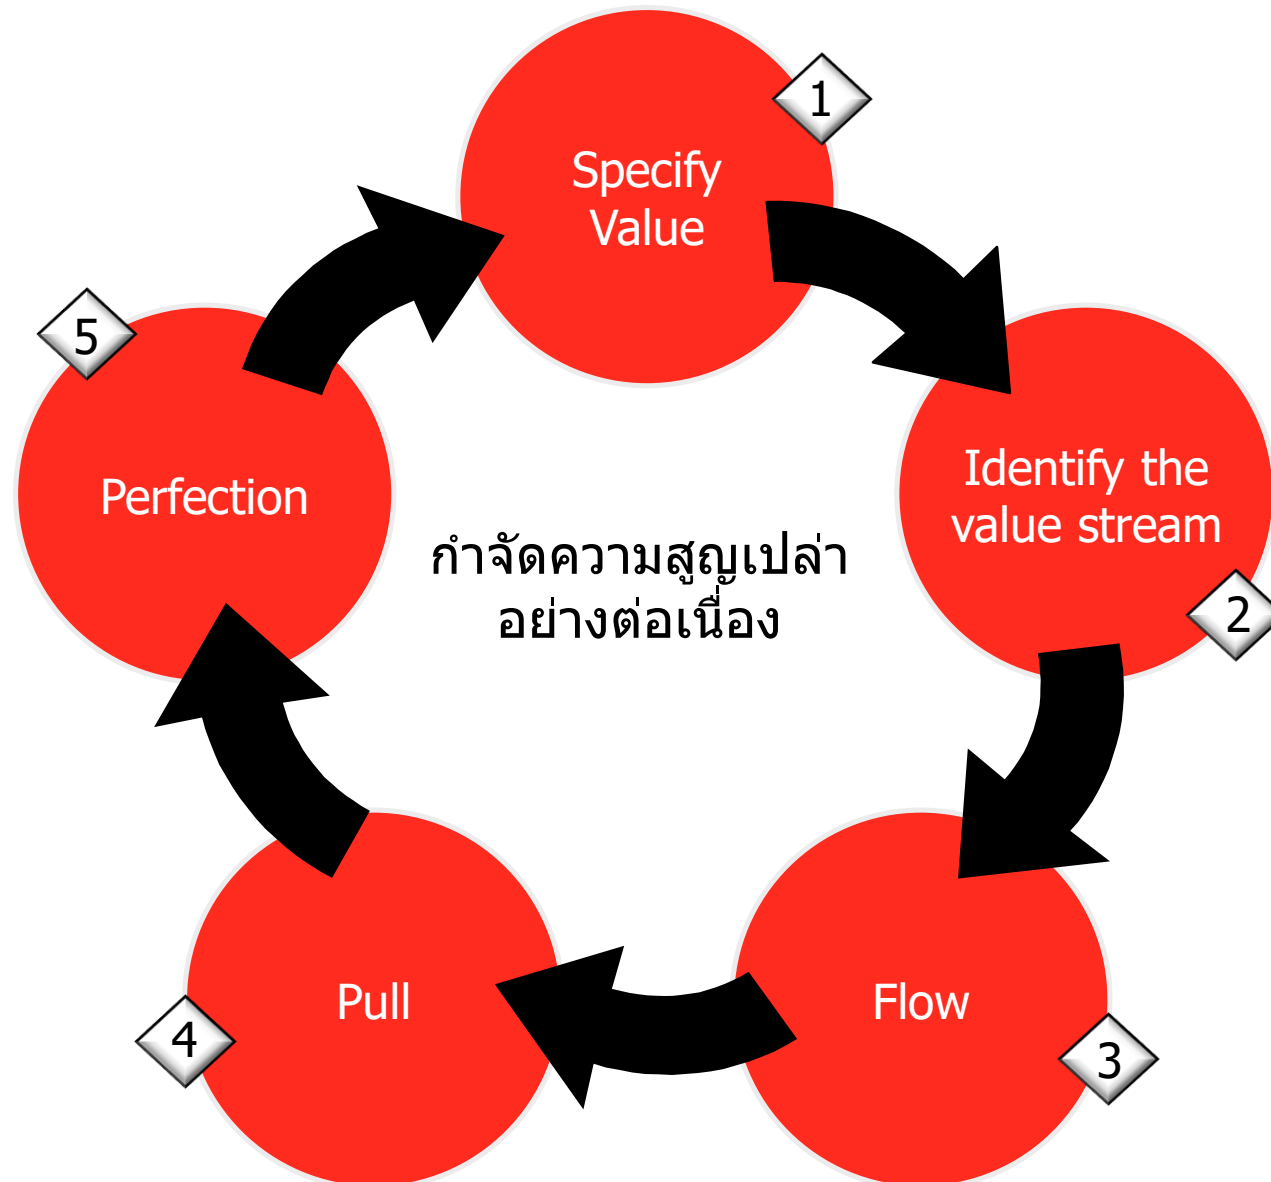 1
Specify
Value
2
Identify the
value stream
3
Flow
4
Pull
5
Perfection
กำจัดความสูญเปล่า
อย่างต่อเนื่อง